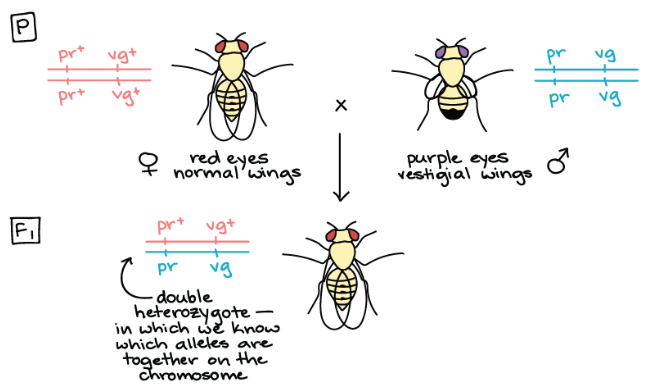 P
pr⁺ vg⁺
pr⁺ vg⁺
pr vg
pr vg
x
♀ red eyes
normal wings
purple eyes
vestigial wings ♂
F₁
pr⁺ vg⁺
pr vg
double
heterozygote —
in which we know
which alleles are
together on the
chromosome